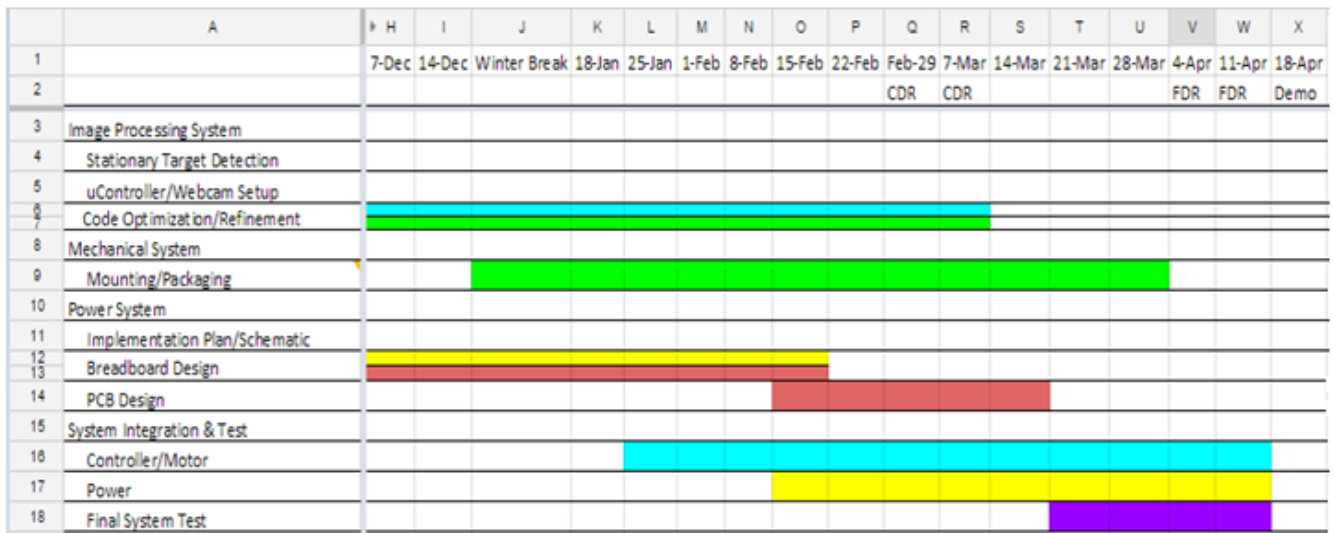 A H I J K L M N O P Q R S T U V W X
1 7-Dec 14-Dec Winter Break 18-Jan 25-Jan 1-Feb 8-Feb 15-Feb 22-Feb Feb-29 7-Mar 14-Mar 21-Mar 28-Mar 4-Apr 11-Apr 18-Apr
2 CDR CDR FDR FDR Demo
3 Image Processing System
4 Stationary Target Detection
5 uController/Webcam Setup
6
7 Code Optimization/Refinement
8 Mechanical System
9 Mounting/Packaging
10 Power System
11 Implementation Plan/Schematic
12
13 Breadboard Design
14 PCB Design
15 System Integration & Test
16 Controller/Motor
17 Power
18 Final System Test